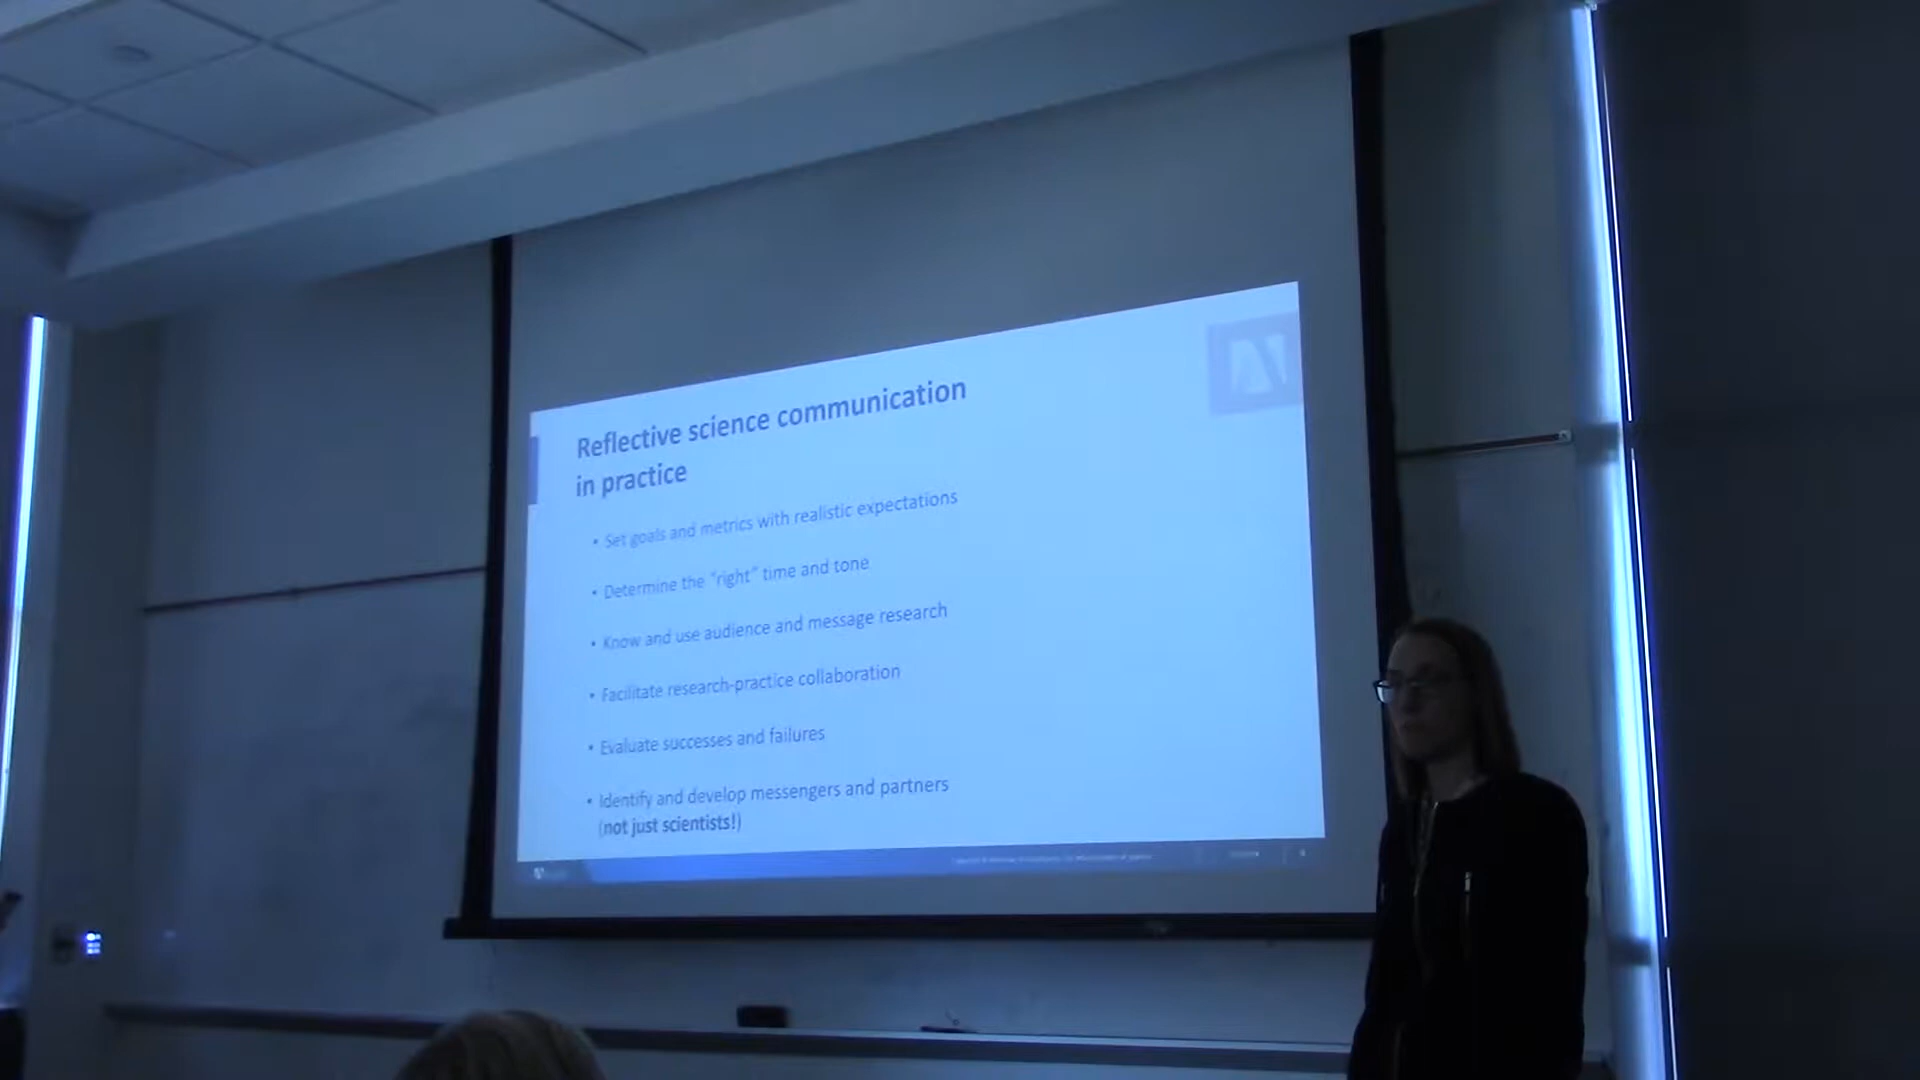 Reflective science communication
in practice
• Set goals and metrics with realistic expectations
• Determine the "right" time and tone
• Know and use audience and message research
• Facilitate research-practice collaboration
• Evaluate successes and failures
• Identify and develop messengers and partners
(not just scientists!)